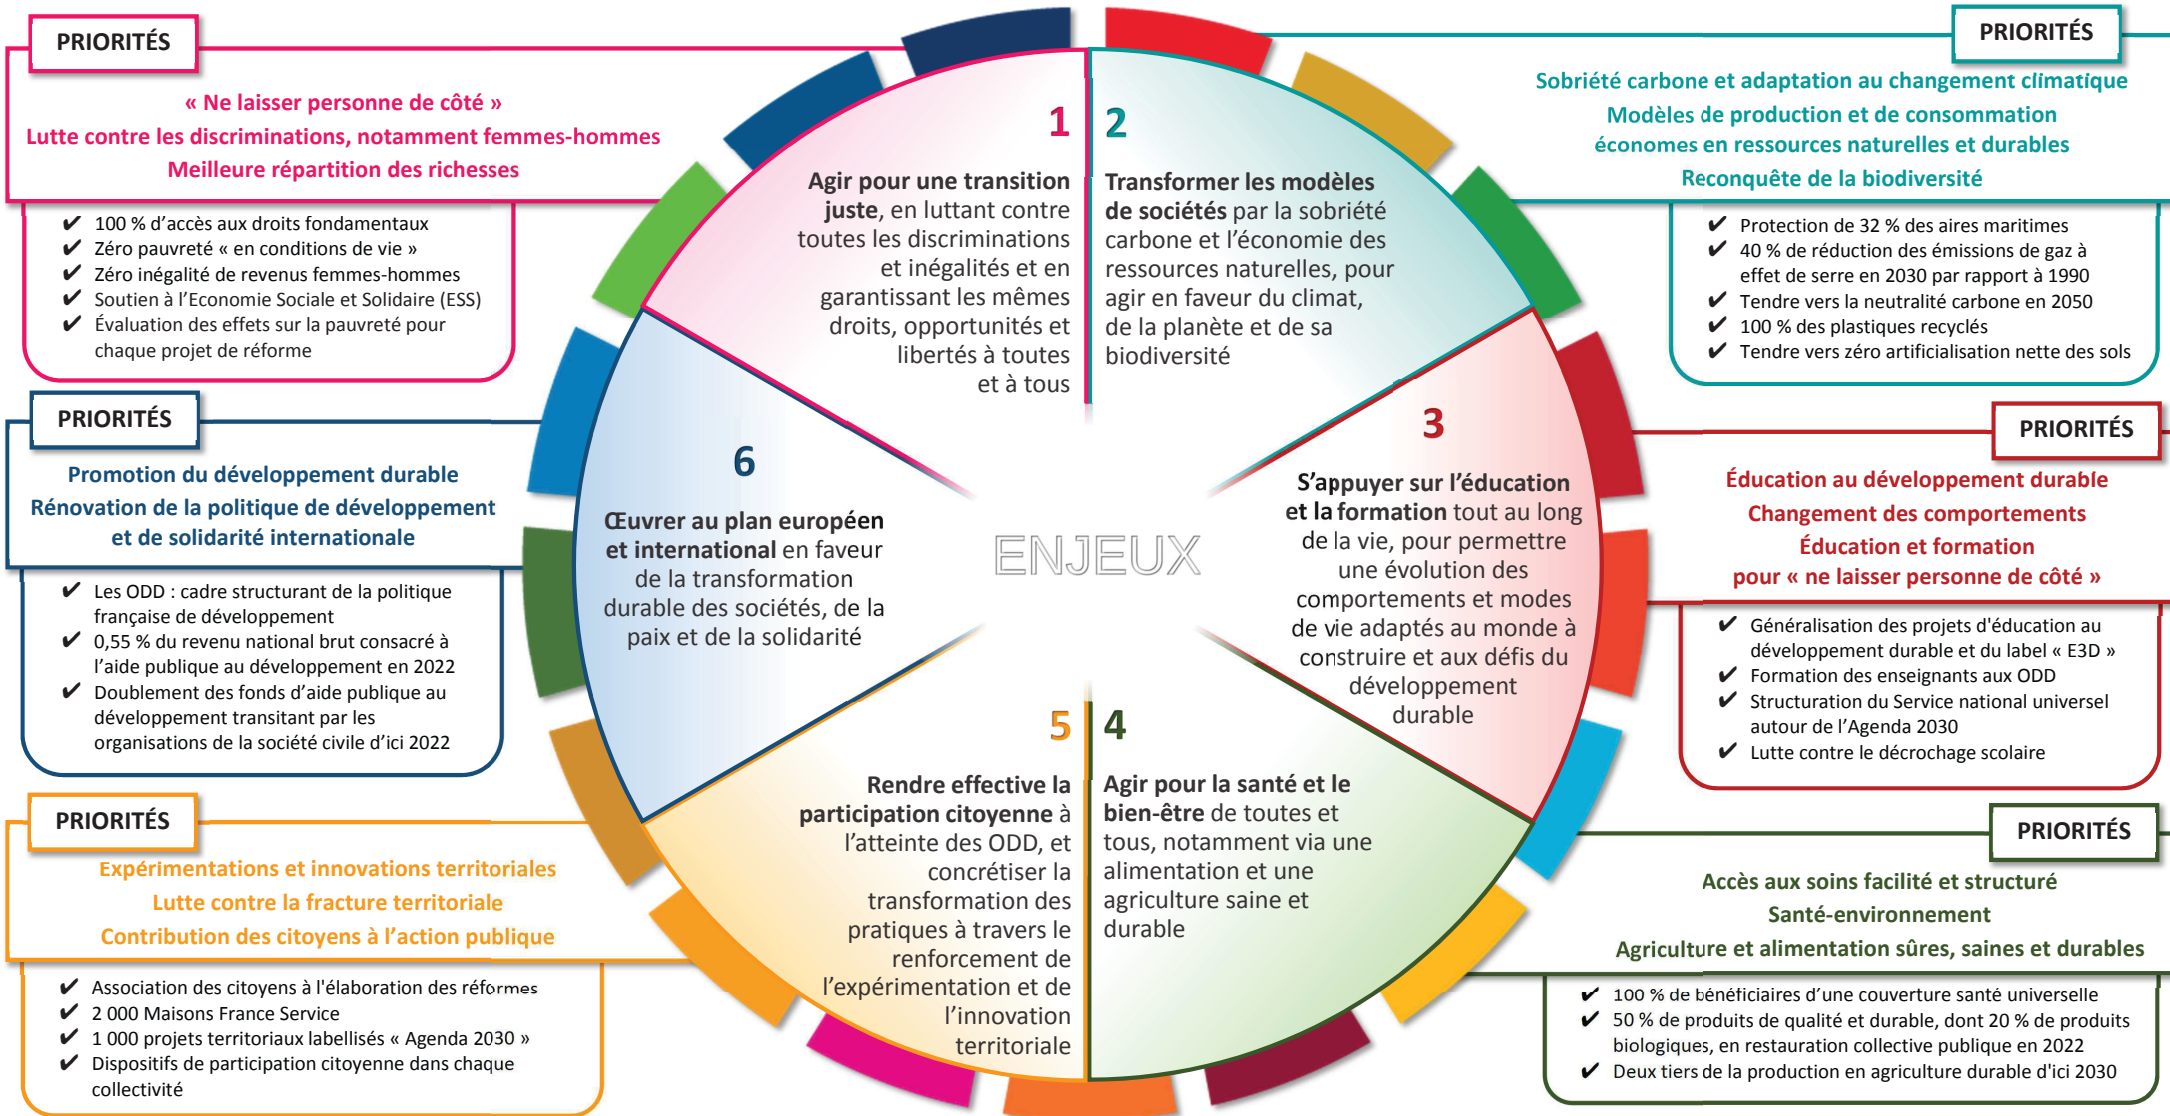 PRIORITÉS
« Ne laisser personne de côté »
Lutte contre les discriminations, notamment femmes-hommes
Meilleure répartition des richesses
✔ 100 % d'accès aux droits fondamentaux
✔ Zéro pauvreté « en conditions de vie »
✔ Zéro inégalité de revenus femmes-hommes
✔ Soutien à l'Economie Sociale et Solidaire (ESS)
✔ Évaluation des effets sur la pauvreté pour
chaque projet de réforme
1
Agir pour une transition
juste, en luttant contre
toutes les discriminations
et inégalités et en
garantissant les mêmes
droits, opportunités et
libertés à toutes
et à tous
2
Transformer les modèles
de sociétés par la sobriété
carbone et l'économie des
ressources naturelles, pour
agir en faveur du climat,
de la planète et de sa
biodiversité
PRIORITÉS
Sobriété carbone et adaptation au changement climatique
Modèles de production et de consommation
économes en ressources naturelles et durables
Reconquête de la biodiversité
✔ Protection de 32 % des aires maritimes
✔ 40 % de réduction des émissions de gaz à
effet de serre en 2030 par rapport à 1990
✔ Tendre vers la neutralité carbone en 2050
✔ 100 % des plastiques recyclés
✔ Tendre vers zéro artificialisation nette des sols
PRIORITÉS
Promotion du développement durable
Rénovation de la politique de développement
et de solidarité internationale
✔ Les ODD : cadre structurant de la politique
française de développement
✔ 0,55 % du revenu national brut consacré à
l'aide publique au développement en 2022
✔ Doublement des fonds d'aide publique au
développement transitant par les
organisations de la société civile d'ici 2022
6
Œuvrer au plan européen
et international en faveur
de la transformation
durable des sociétés, de la
paix et de la solidarité
ENJEUX
3
S'appuyer sur l'éducation
et la formation tout au long
de la vie, pour permettre
une évolution des
comportements et modes
de vie adaptés au monde à
construire et aux défis du
développement
durable
PRIORITÉS
Éducation au développement durable
Changement des comportements
Éducation et formation
pour « ne laisser personne de côté »
✔ Généralisation des projets d'éducation au
développement durable et du label « E3D »
✔ Formation des enseignants aux ODD
✔ Structuration du Service national universel
autour de l'Agenda 2030
✔ Lutte contre le décrochage scolaire
PRIORITÉS
Expérimentations et innovations territoriales
Lutte contre la fracture territoriale
Contribution des citoyens à l'action publique
✔ Association des citoyens à l'élaboration des réformes
✔ 2 000 Maisons France Service
✔ 1 000 projets territoriaux labellisés « Agenda 2030 »
✔ Dispositifs de participation citoyenne dans chaque
collectivité
5
Rendre effective la
participation citoyenne à
l'atteinte des ODD, et
concrétiser la
transformation des
pratiques à travers le
renforcement de
l'expérimentation et de
l'innovation
territoriale
4
Agir pour la santé et le
bien-être de toutes et
tous, notamment via une
alimentation et une
agriculture saine et
durable
PRIORITÉS
Accès aux soins facilité et structuré
Santé-environnement
Agriculture et alimentation sûres, saines et durables
✔ 100 % de bénéficiaires d'une couverture santé universelle
✔ 50 % de produits de qualité et durable, dont 20 % de produits
biologiques, en restauration collective publique en 2022
✔ Deux tiers de la production en agriculture durable d'ici 2030